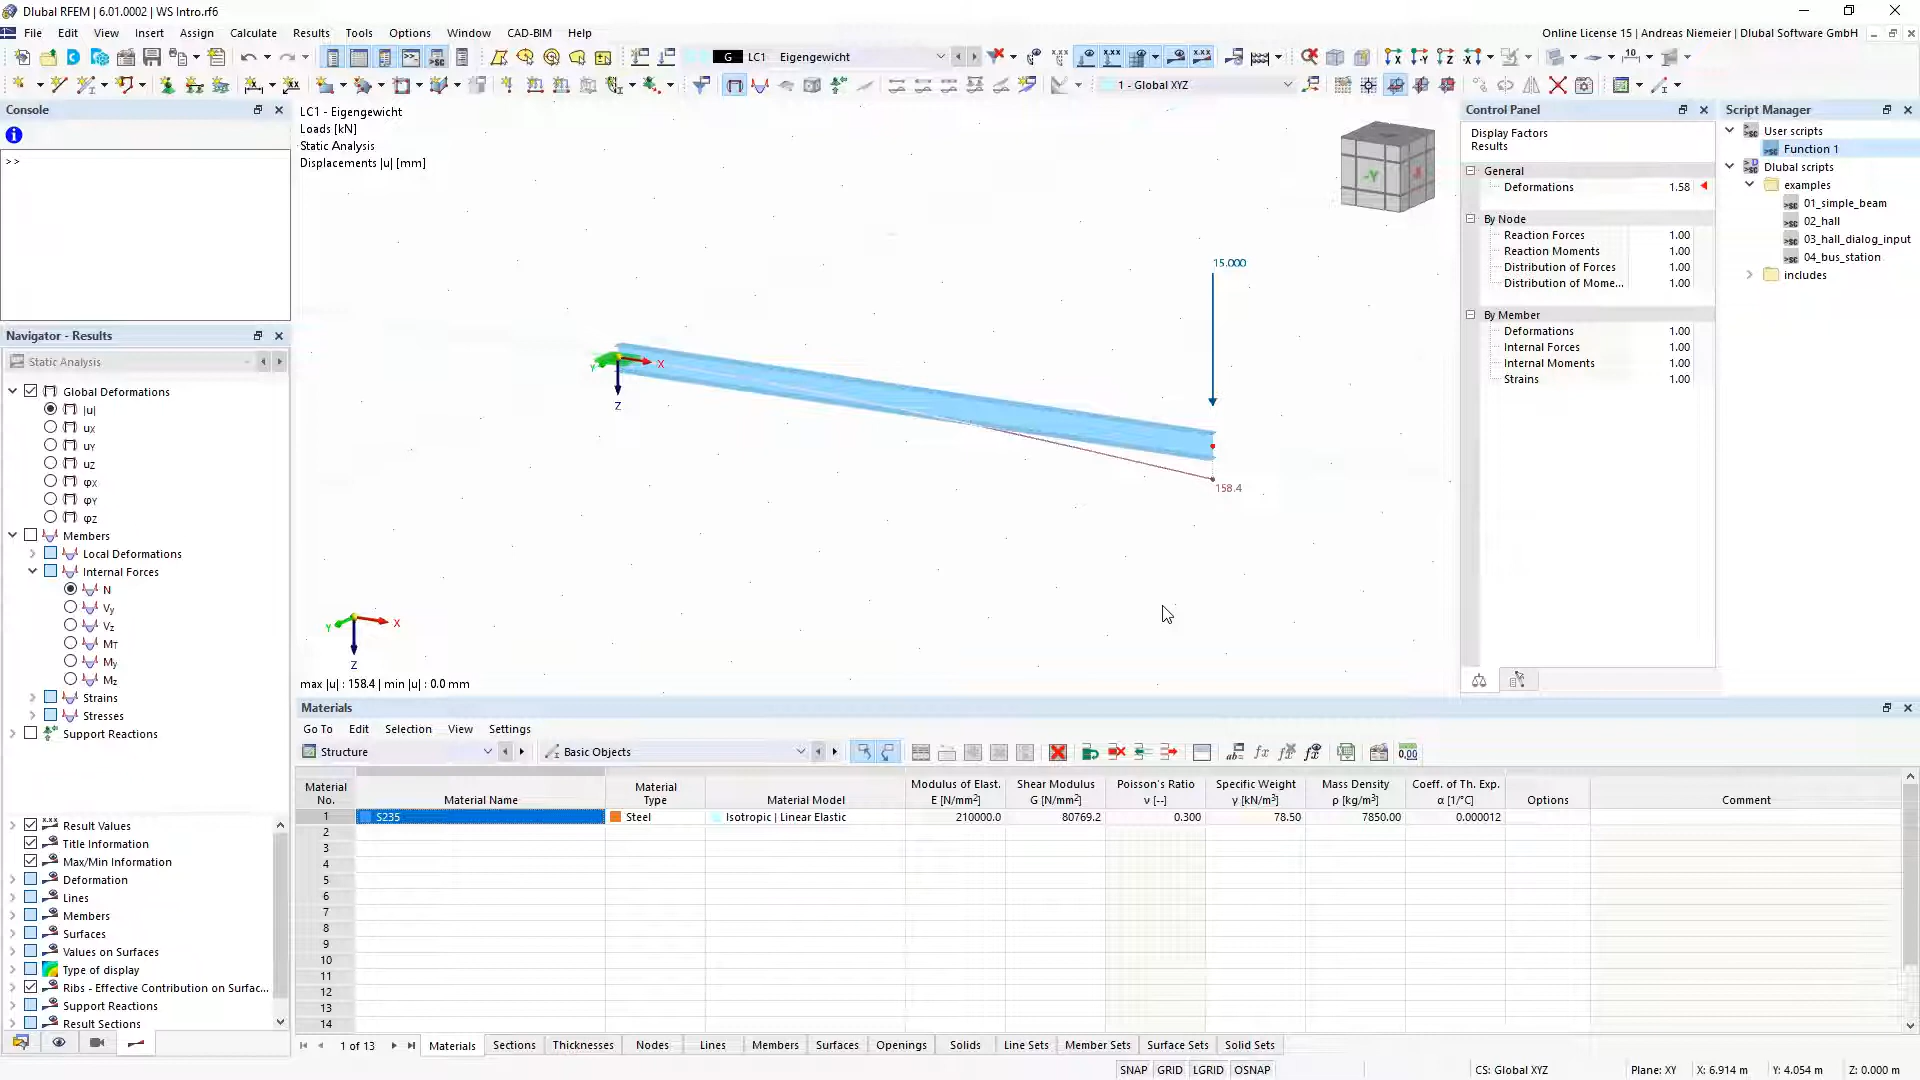 Dlubal RFEM | 6.01.0002 | WS Intro.rf6
File Edit View Insert Assign Calculate Results Tools Options Window CAD-BIM Help
Online License 15 | Andreas Niemeier | Dlubal Software GmbH
G LC1 Eigengewicht
1 - Global XYZ
Console
>>
LC1 - Eigengewicht
Loads [kN]
Static Analysis
Displacements |u| [mm]
-Y
15.000
X
Y
Z
158.4
X
Y
Z
max |u| : 158.4 | min |u| : 0.0 mm
Navigator - Results
Static Analysis
Global Deformations
|u|
uX
uY
uZ
φX
φY
φZ
Members
Local Deformations
Internal Forces
N
Vy
Vz
MT
My
Mz
Strains
Stresses
Support Reactions
Result Values
Title Information
Max/Min Information
Deformation
Lines
Members
Surfaces
Values on Surfaces
Type of display
Ribs - Effective Contribution on Surfac...
Support Reactions
Result Sections
Control Panel
Display Factors
Results
General
Deformations 1.58
By Node
Reaction Forces 1.00
Reaction Moments 1.00
Distribution of Forces 1.00
Distribution of Mome... 1.00
By Member
Deformations 1.00
Internal Forces 1.00
Internal Moments 1.00
Strains 1.00
Script Manager
User scripts
Function 1
Dlubal scripts
examples
01_simple_beam
02_hall
03_hall_dialog_input
04_bus_station
includes
Materials
Go To Edit Selection View Settings
Structure
Basic Objects
Material No. Material Name Material Type Material Model Modulus of Elast. E [N/mm²] Shear Modulus G [N/mm²] Poisson's Ratio ν [--] Specific Weight γ [kN/m³] Mass Density ρ [kg/m³] Coeff. of Th. Exp. α [1/°C] Options Comment
1 S235 Steel Isotropic | Linear Elastic 210000.0 80769.2 0.300 78.50 7850.00 0.000012
2
3
4
5
6
7
8
9
10
11
12
13
14
1 of 13 Materials Sections Thicknesses Nodes Lines Members Surfaces Openings Solids Line Sets Member Sets Surface Sets Solid Sets
SNAP GRID LGRID OSNAP CS: Global XYZ Plane: XY X: 6.914 m Y: 4.054 m Z: 0.000 m